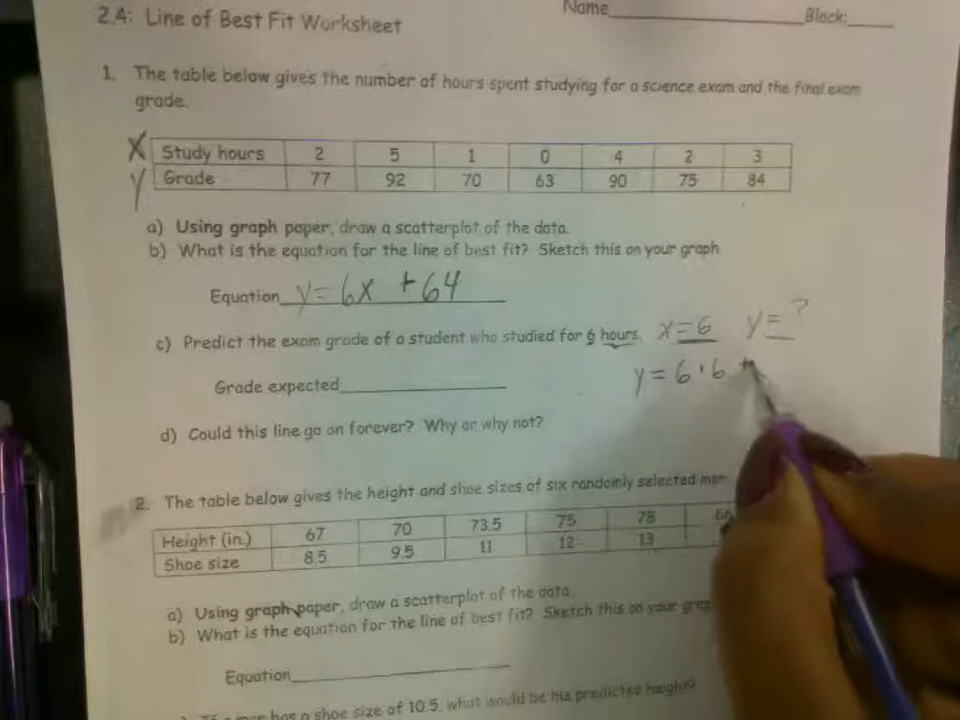 2.4: Line of Best Fit Worksheet
Name Block:
1. The table below gives the number of hours spent studying for a science exam and the final exam
grade.
X Study hours 2 5 1 0 4 2 3
Y Grade 77 92 70 63 90 75 84
a) Using graph paper, draw a scatterplot of the data.
b) What is the equation for the line of best fit? Sketch this on your graph
Equation y = 6x + 64
c) Predict the exam grade of a student who studied for 6 hours. x = 6 y = ?
Grade expected y = 6 · 6 +
d) Could this line go on forever? Why or why not?
2. The table below gives the height and shoe sizes of six randomly selected
Height (in.) 67 70 73.5 75 78
Shoe size 8.5 9.5 11 12 13
a) Using graph paper, draw a scatterplot of the data
b) What is the equation for the line of best fit? Sketch this on your
Equation
has a shoe size of 10.5, what would be his predicted height?